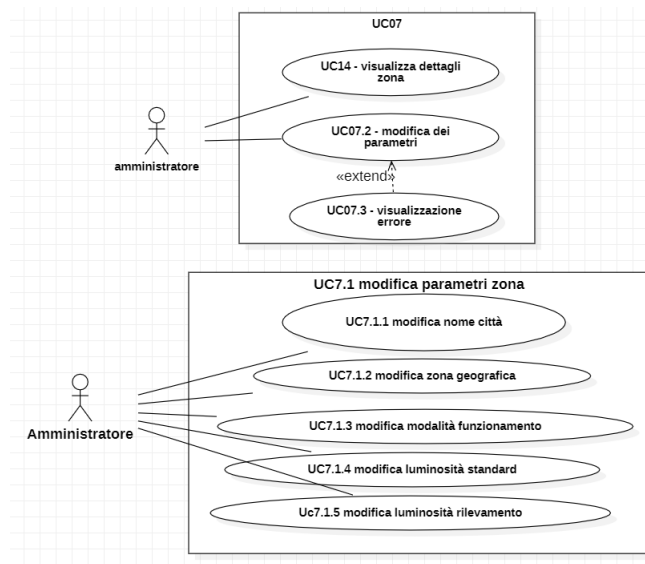 UC07
UC14 - visualizza dettagli
zona
UC07.2 - modifica dei
parametri
amministratore
«extend»
UC07.3 - visualizzazione
errore
UC7.1 modifica parametri zona
UC7.1.1 modifica nome città
UC7.1.2 modifica zona geografica
UC7.1.3 modifica modalità funzionamento
Amministratore
UC7.1.4 modifica luminosità standard
Uc7.1.5 modifica luminosità rilevamento